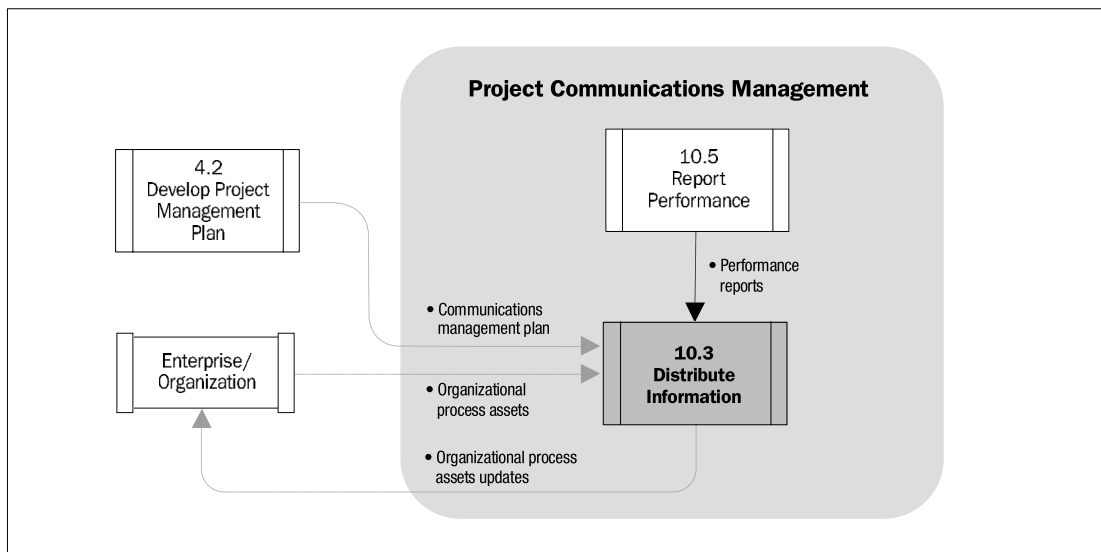 Project Communications Management
4.2
Develop Project
Management
Plan
10.5
Report
Performance
• Performance
reports
• Communications
management plan
10.3
Distribute
Information
Enterprise/
Organization
• Organizational
process assets
• Organizational process
assets updates